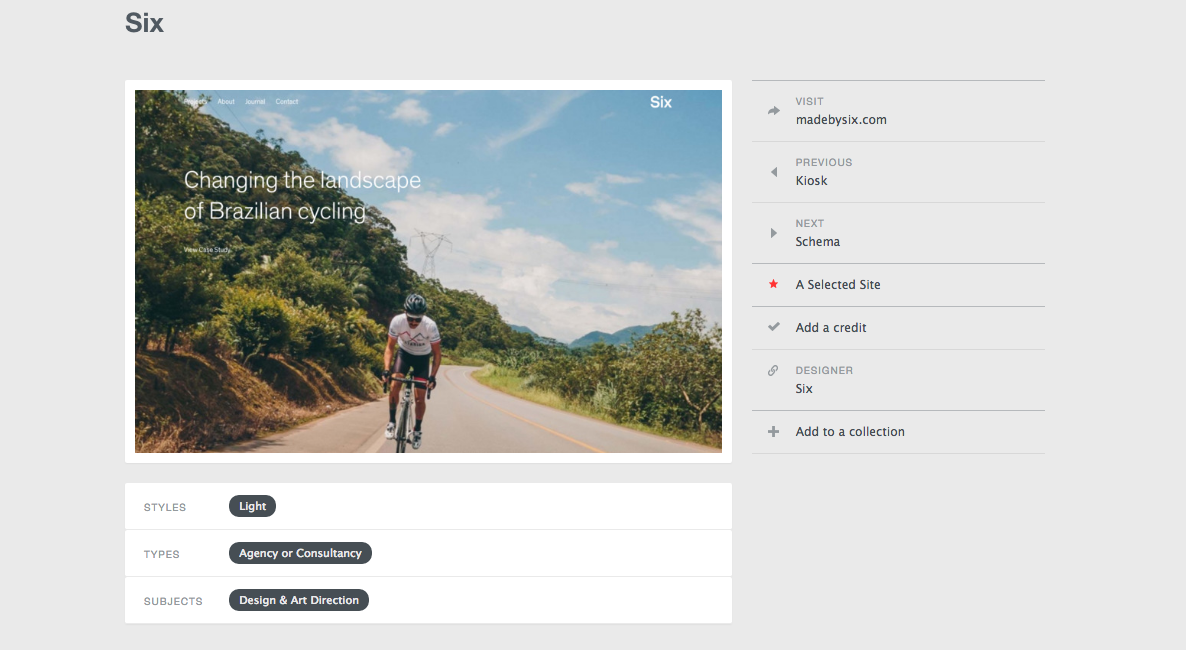 Six
Projects About Journal Contact
Six
Changing the landscape
of Brazilian cycling
View Case Study
VISIT
madebysix.com
PREVIOUS
Kiosk
NEXT
Schema
A Selected Site
Add a credit
DESIGNER
Six
Add to a collection
STYLES
Light
TYPES
Agency or Consultancy
SUBJECTS
Design & Art Direction